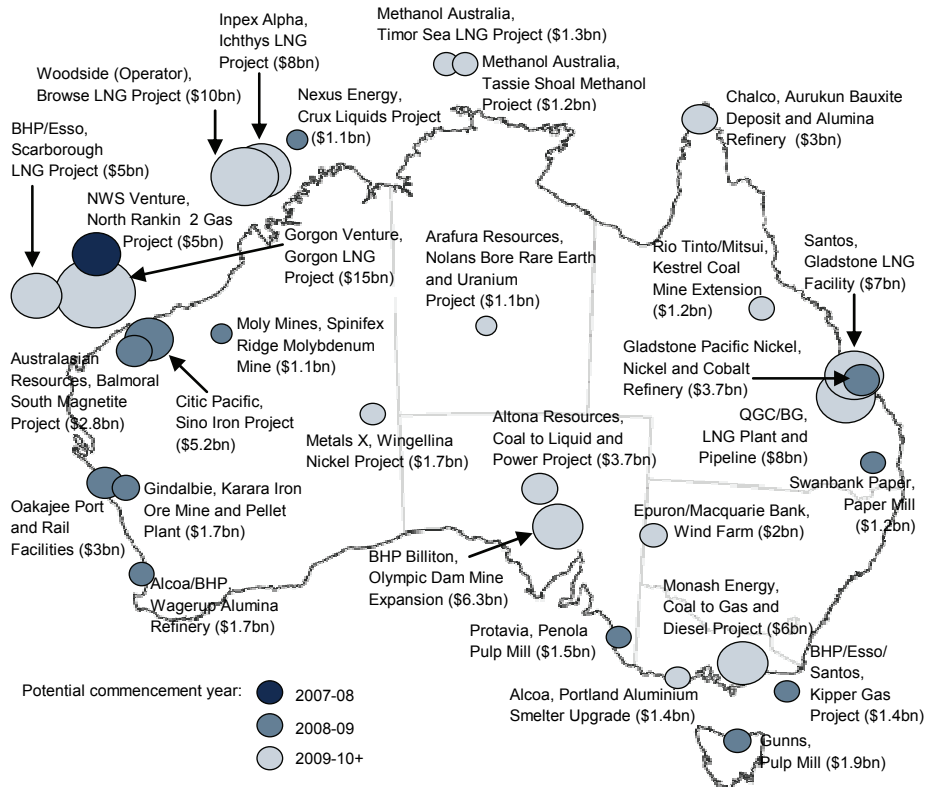 Inpex Alpha,
Ichthys LNG
Project ($8bn)
Methanol Australia,
Timor Sea LNG Project ($1.3bn)
Methanol Australia,
Tassie Shoal Methanol
Project ($1.2bn)
Woodside (Operator),
Browse LNG Project ($10bn)
Nexus Energy,
Crux Liquids Project
($1.1bn)
Chalco, Aurukun Bauxite
Deposit and Alumina
Refinery ($3bn)
BHP/Esso,
Scarborough
LNG Project ($5bn)
NWS Venture,
North Rankin 2 Gas
Project ($5bn)
Gorgon Venture,
Gorgon LNG
Project ($15bn)
Arafura Resources,
Nolans Bore Rare Earth
and Uranium
Project ($1.1bn)
Rio Tinto/Mitsui,
Kestrel Coal
Mine Extension
($1.2bn)
Santos,
Gladstone LNG
Facility ($7bn)
Moly Mines, Spinifex
Ridge Molybdenum
Mine ($1.1bn)
Gladstone Pacific Nickel,
Nickel and Cobalt
Refinery ($3.7bn)
Australasian
Resources, Balmoral
South Magnetite
Project ($2.8bn)
Citic Pacific,
Sino Iron Project
($5.2bn)
Metals X, Wingellina
Nickel Project ($1.7bn)
Altona Resources,
Coal to Liquid and
Power Project ($3.7bn)
QGC/BG,
LNG Plant and
Pipeline ($8bn)
Swanbank Paper,
Paper Mill
($1.2bn)
Oakajee Port
and Rail
Facilities ($3bn)
Gindalbie, Karara Iron
Ore Mine and Pellet
Plant ($1.7bn)
Epuron/Macquarie Bank,
Wind Farm ($2bn)
BHP Billiton,
Olympic Dam Mine
Expansion ($6.3bn)
Alcoa/BHP
Wagerup Alumina
Refinery ($1.7bn)
Monash Energy,
Coal to Gas and
Diesel Project ($6bn)
Protavia, Penola
Pulp Mill ($1.5bn)
BHP/Esso/
Santos,
Kipper Gas
Project ($1.4bn)
Alcoa, Portland Aluminium
Smelter Upgrade ($1.4bn)
Gunns,
Pulp Mill ($1.9bn)
Potential commencement year:
2007-08
2008-09
2009-10+